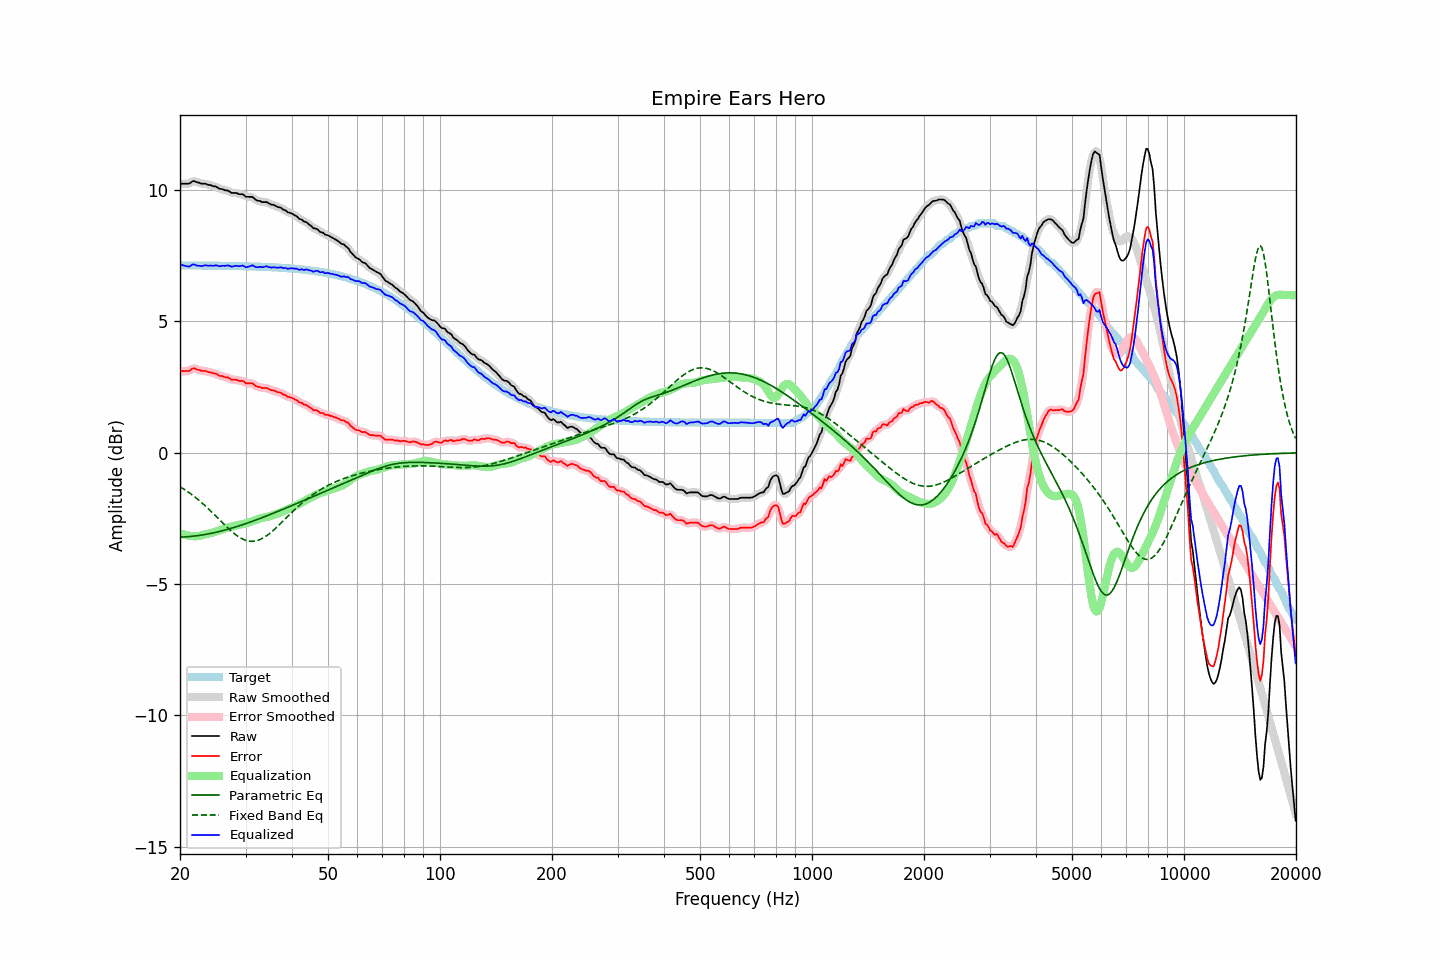 Empire Ears Hero
Amplitude (dBr)
10
5
0
−5
−10
−15
Target
Raw Smoothed
Error Smoothed
Raw
Error
Equalization
Parametric Eq
Fixed Band Eq
Equalized
20 50 100 200 500 1000 2000 5000 10000 20000
Frequency (Hz)